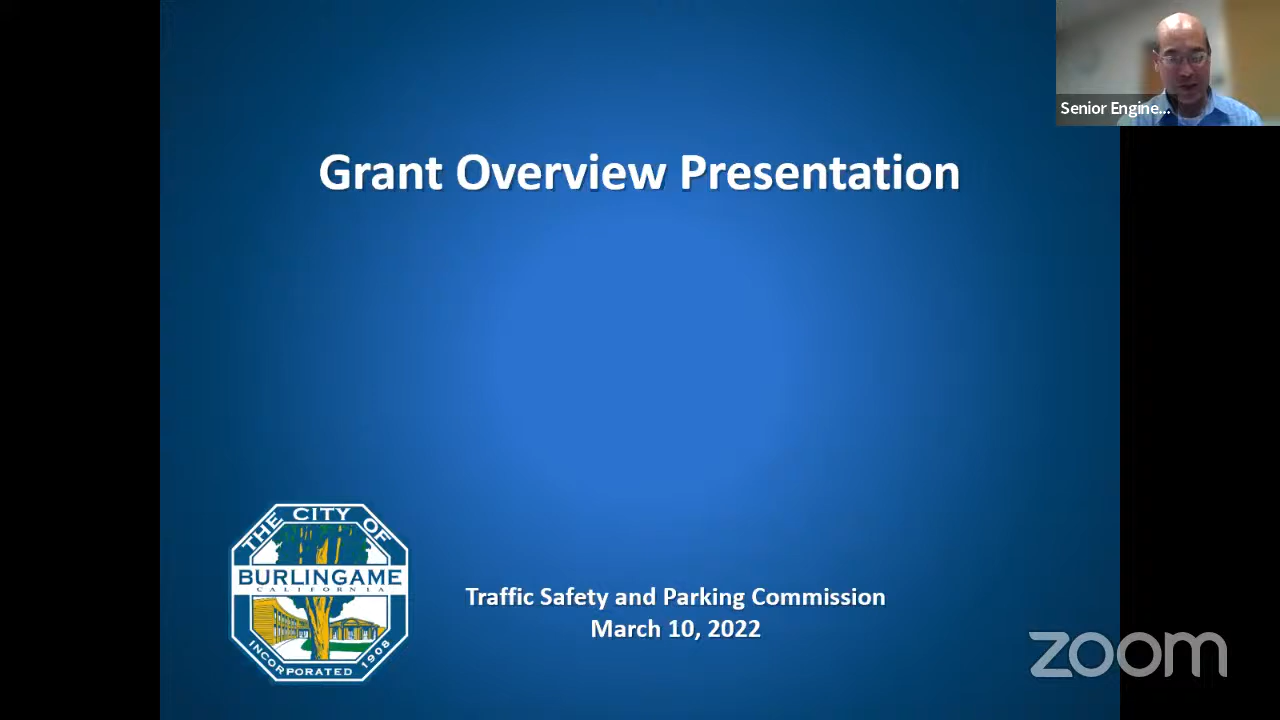 Senior Engine...
Grant Overview Presentation
THE CITY OF
BURLINGAME
CALIFORNIA
INCORPORATED 1908
Traffic Safety and Parking Commission
March 10, 2022
zoom